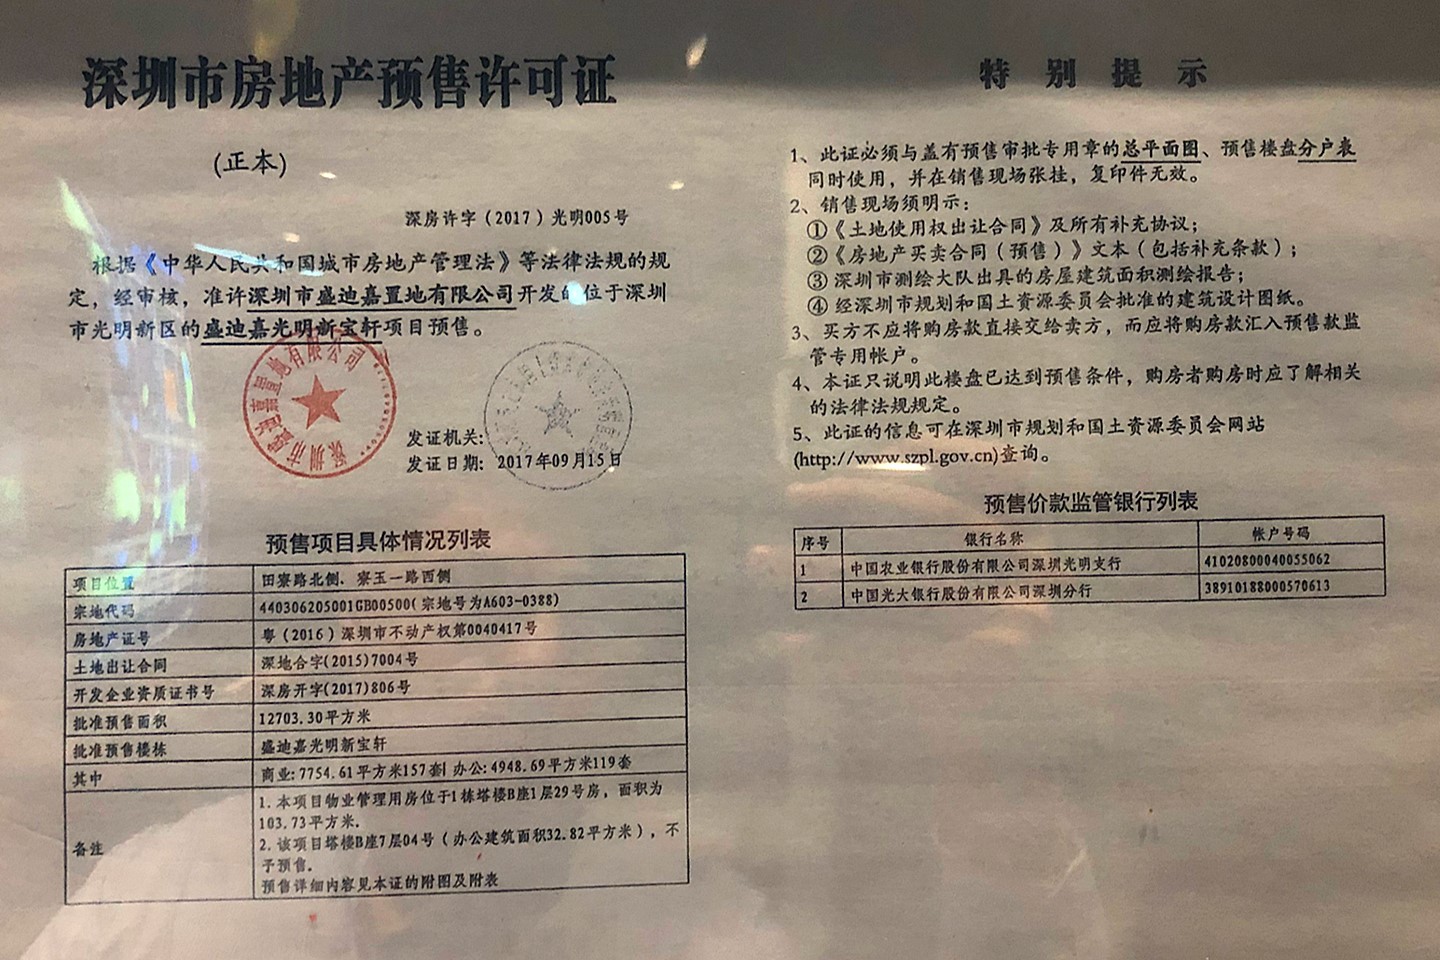 深圳市房地产预售许可证
(正本)
深房许字（2017）光明005号
根据《中华人民共和国城市房地产管理法》等法律法规的规
定，经审核，准许深圳市盛迪嘉置地有限公司开发的位于深圳
市光明新区的盛迪嘉光明新宝轩项目预售。
深圳市盛迪嘉置地有限公司
发证机关:
发证日期: 2017年09月15日
预售项目具体情况列表
项目位置 田寮路北侧．寮玉一路西侧
宗地代码 440306205001GB00500(宗地号为A603-0388)
房地产证号 粤（2016）深圳市不动产权第0040417号
土地出让合同 深地合字(2015)7004号
开发企业资质证书号 深房开字(2017)806号
批准预售面积 12703.30平方米
批准预售楼栋 盛迪嘉光明新宝轩
其中 商业:7754.61平方米157套| 办公:4948.69平方米119套
备注 1.本项目物业管理用房位于1栋塔楼B座1层29号房，面积为
103.73平方米.
2.该项目塔楼B座7层04号（办公建筑面积32.82平方米），不
予预售.
预售详细内容见本证的附图及附表
特别提示
1、此证必须与盖有预售审批专用章的总平面图、预售楼盘分户表
同时使用，并在销售现场张挂，复印件无效。
2、销售现场须明示：
①《土地使用权出让合同》及所有补充协议；
②《房地产买卖合同（预售）》文本（包括补充条款）；
③深圳市测绘大队出具的房屋建筑面积测绘报告；
④经深圳市规划和国土资源委员会批准的建筑设计图纸。
3、买方不应将购房款直接交给卖方，而应将购房款汇入预售款监
管专用帐户。
4、本证只说明此楼盘已达到预售条件，购房者购房时应了解相关
的法律法规规定。
5、此证的信息可在深圳市规划和国土资源委员会网站
(http://www.szpl.gov.cn)查询。
预售价款监管银行列表
序号 银行名称 帐户号码
1 中国农业银行股份有限公司深圳光明支行 41020800040055062
2 中国光大银行股份有限公司深圳分行 38910188000570613